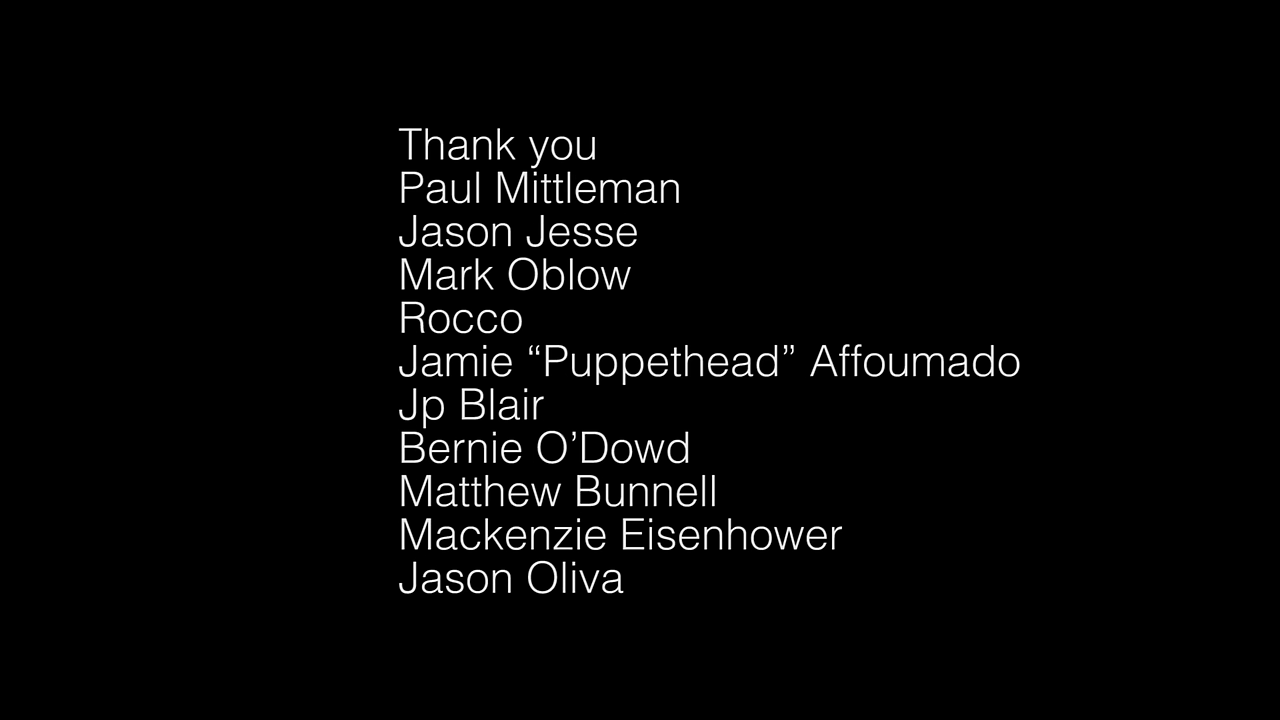 Thank you
Paul Mittleman
Jason Jesse
Mark Oblow
Rocco
Jamie “Puppethead” Affoumado
Jp Blair
Bernie O’Dowd
Matthew Bunnell
Mackenzie Eisenhower
Jason Oliva